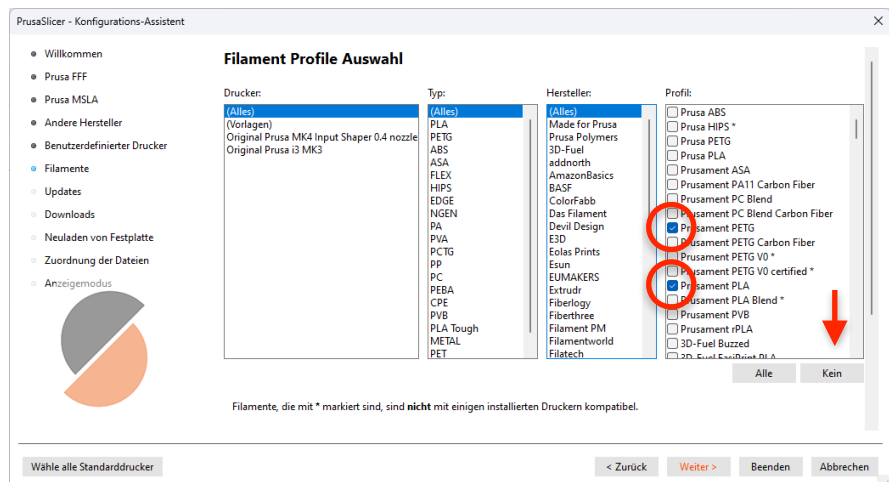 PrusaSlicer - Konfigurations-Assistent
Willkommen
Prusa FFF
Prusa MSLA
Andere Hersteller
Benutzerdefinierter Drucker
Filamente
Updates
Downloads
Neuladen von Festplatte
Zuordnung der Dateien
Anzeigemodus
Filament Profile Auswahl
Drucker:
(Alles)
(Vorlagen)
Original Prusa MK4 Input Shaper 0.4 nozzle
Original Prusa i3 MK3
Typ:
(Alles)
PLA
PETG
ABS
ASA
FLEX
HIPS
EDGE
NGEN
PA
PVA
PCTG
PP
PC
PEBA
CPE
PVB
PLA Tough
METAL
PET
Hersteller:
(Alles)
Made for Prusa
Prusa Polymers
3D-Fuel
addnorth
AmazonBasics
BASF
ColorFabb
Das Filament
Devil Design
E3D
Eolas Prints
Esun
EUMAKERS
Extrudr
Fiberlogy
Fiberthree
Filament PM
Filamentworld
Filatech
Profil:
Prusa ABS
Prusa HIPS *
Prusa PETG
Prusa PLA
Prusament ASA
Prusament PA11 Carbon Fiber
Prusament PC Blend
Prusament PC Blend Carbon Fiber
Prusament PETG
Prusament PETG Carbon Fiber
Prusament PETG V0 *
Prusament PETG V0 certified *
Prusament PLA
Prusament PLA Blend *
Prusament PVB
Prusament rPLA
3D-Fuel Buzzed
3D-Fuel EasiPrint PLA
Alle
Kein
Filamente, die mit * markiert sind, sind nicht mit einigen installierten Druckern kompatibel.
Wähle alle Standarddrucker
< Zurück
Weiter >
Beenden
Abbrechen